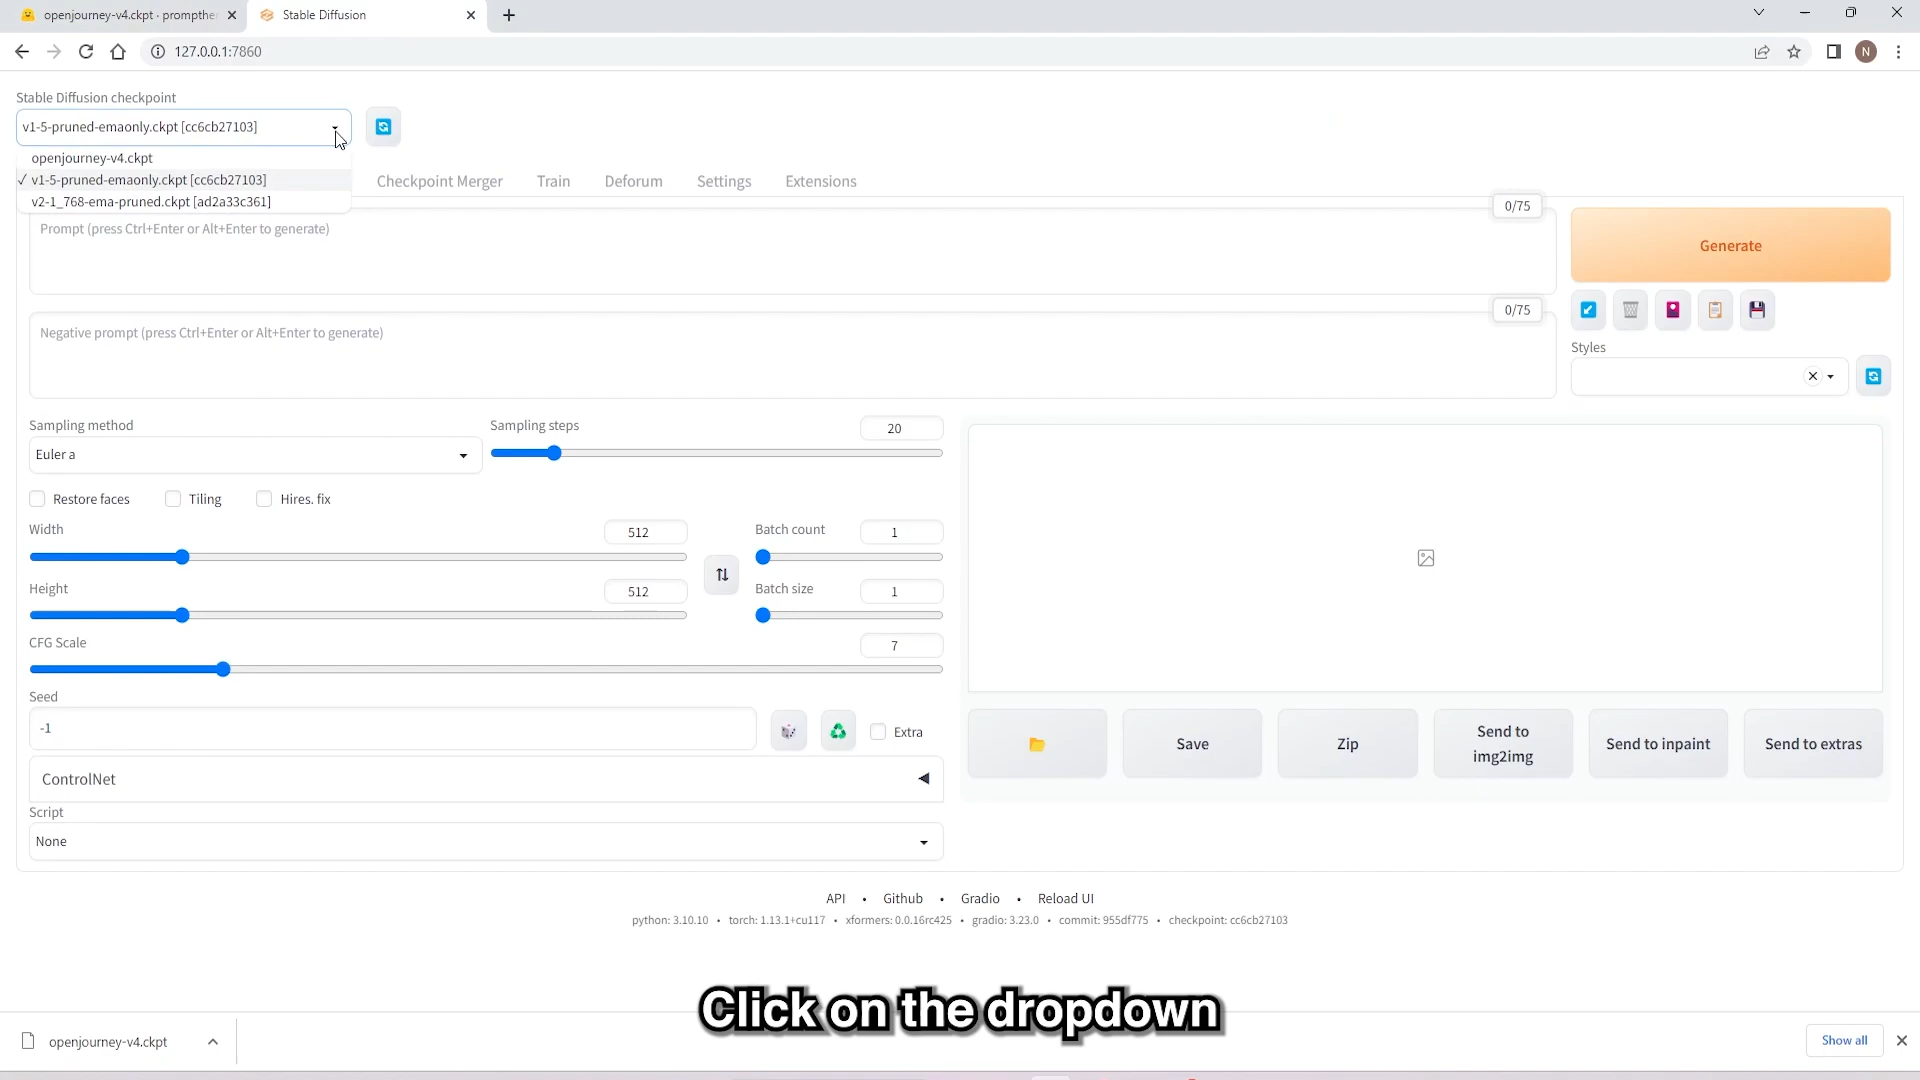 openjourney-v4.ckpt · prompther
Stable Diffusion
127.0.0.1:7860
N
Stable Diffusion checkpoint
v1-5-pruned-emaonly.ckpt [cc6cb27103]
openjourney-v4.ckpt
✓ v1-5-pruned-emaonly.ckpt [cc6cb27103]
v2-1_768-ema-pruned.ckpt [ad2a33c361]
Checkpoint Merger Train Deforum Settings Extensions
0/75
Prompt (press Ctrl+Enter or Alt+Enter to generate)
Generate
0/75
Negative prompt (press Ctrl+Enter or Alt+Enter to generate)
Styles
Sampling method
Euler a
Sampling steps
20
Restore faces Tiling Hires. fix
Width
512
Batch count
1
Height
512
Batch size
1
CFG Scale
7
Seed
-1
Extra
Save
Zip
Send to
img2img
Send to inpaint
Send to extras
ControlNet
Script
None
API • Github • Gradio • Reload UI
python: 3.10.10 • torch: 1.13.1+cu117 • xformers: 0.0.16rc425 • gradio: 3.23.0 • commit: 955df775 • checkpoint: cc6cb27103
Click on the dropdown
openjourney-v4.ckpt
Show all